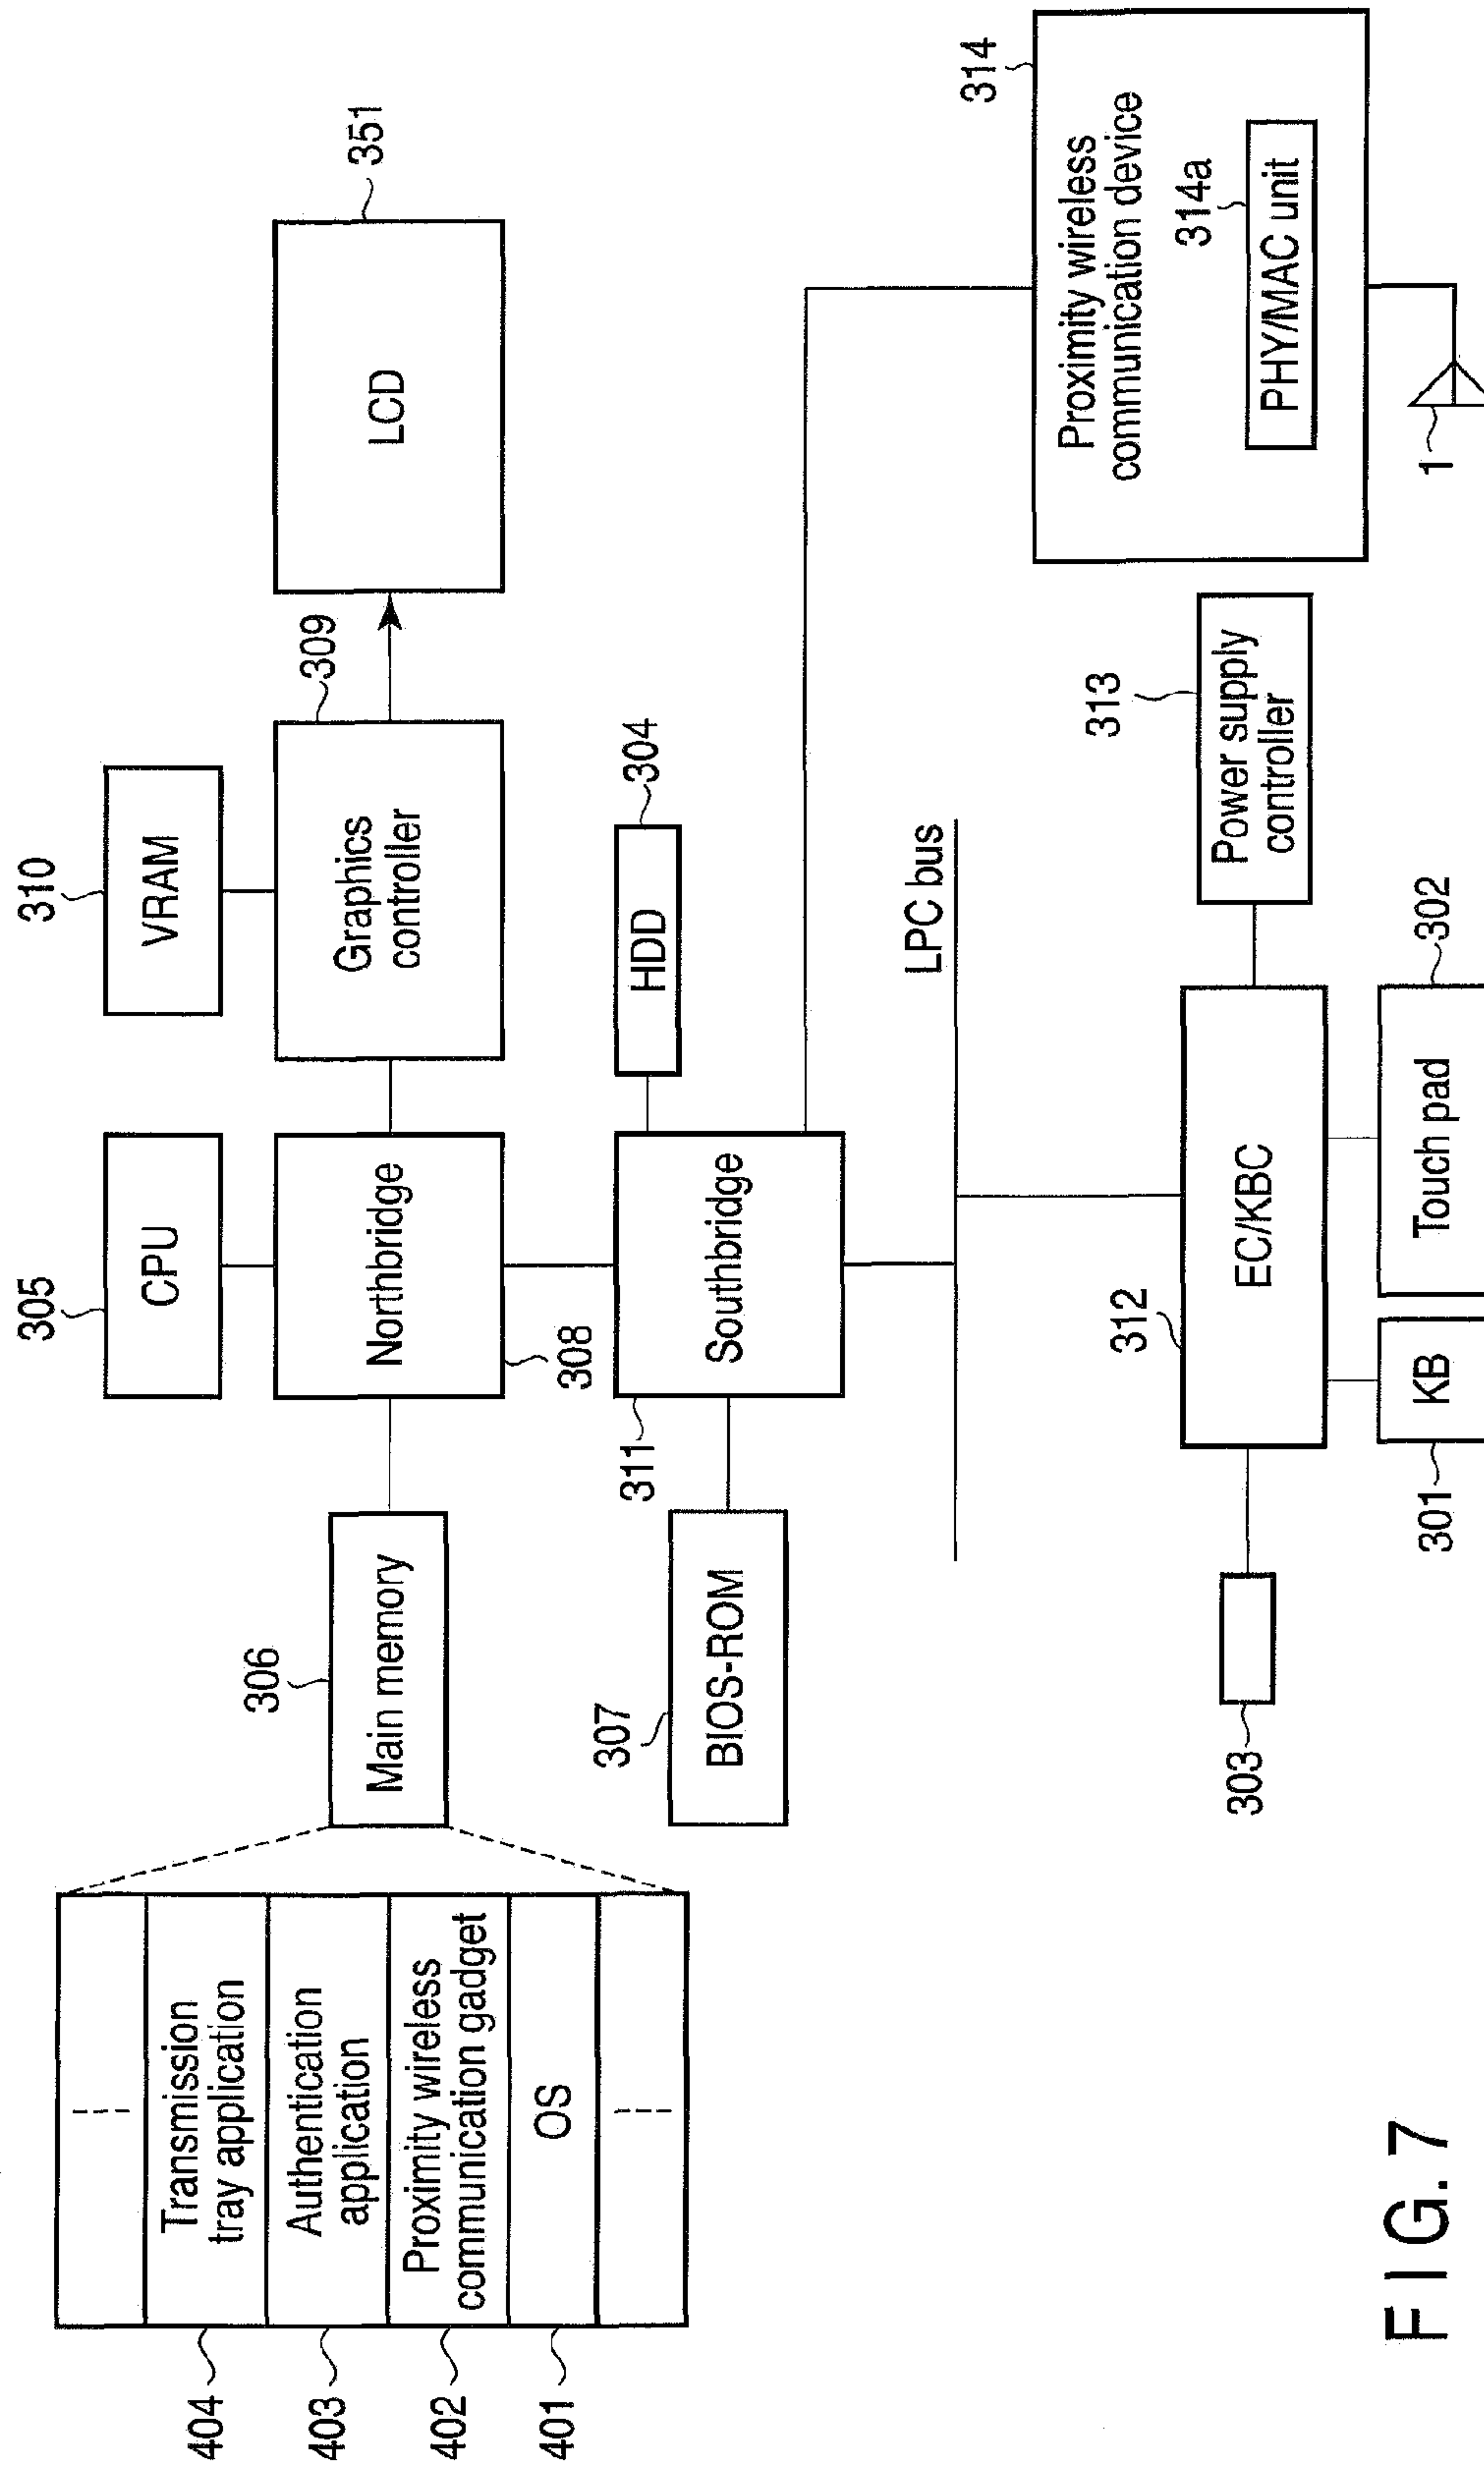 310
305
VRAM
CPU
351
309
306
LCD
Graphics
controller
Northbridge
Main memory
308
404
Transmission
tray application
403
Authentication
application
402
Proximity wireless
communication gadget
401
OS
304
HDD
311
Southbridge
307
BIOS-ROM
LPC bus
314
Proximity wireless
communication device
314a
PHY/MAC unit
1
313
Power supply
controller
312
EC/KBC
303
302
Touch pad
301
KB
FIG. 7